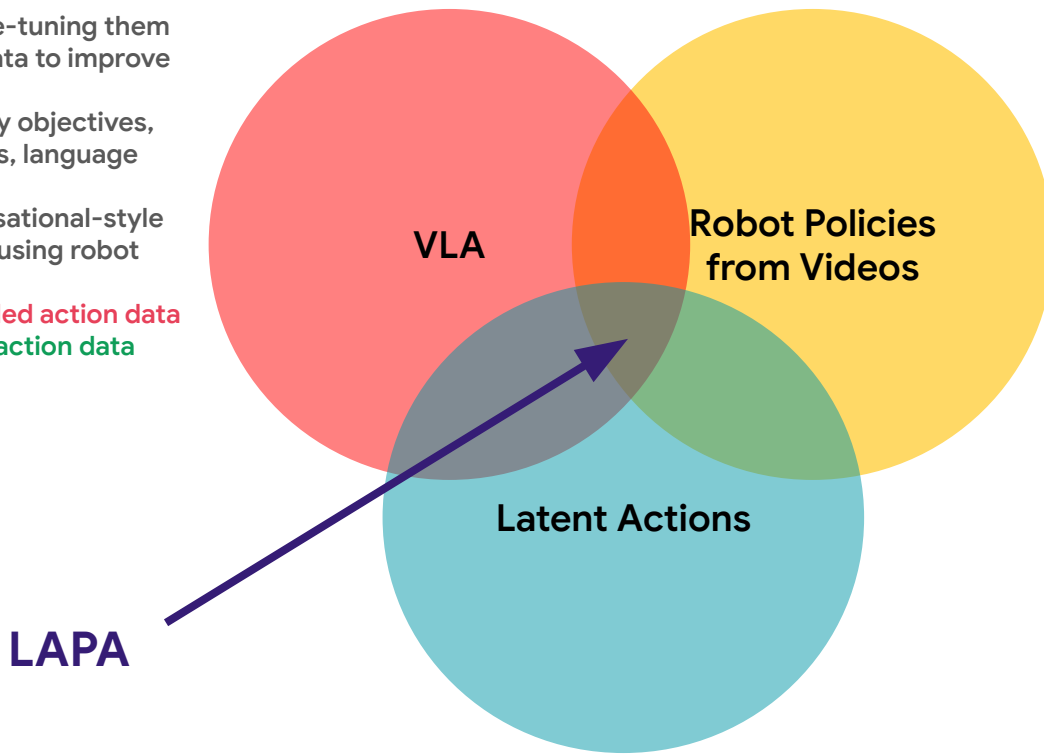 e-tuning them
ata to improve
y objectives,
s, language
sational-style
using robot
led action data
action data
VLA
Robot Policies
from Videos
Latent Actions
LAPA